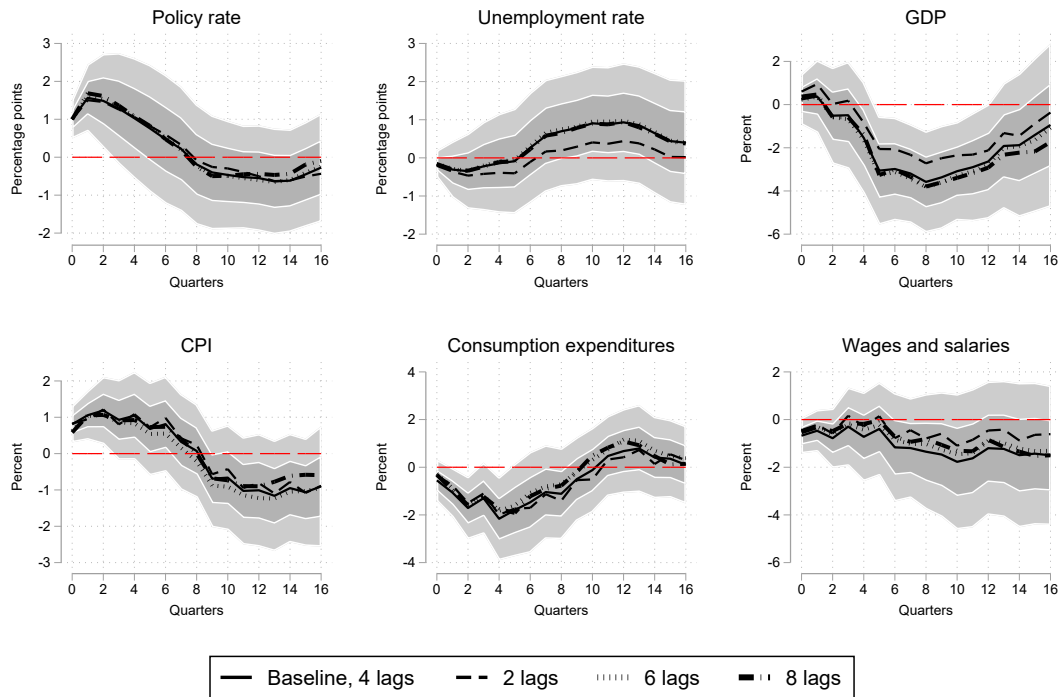 Policy rate
Percentage points
3
2
1
0
-1
-2
0 2 4 6 8 10 12 14 16
Quarters
Unemployment rate
Percentage points
3
2
1
0
-1
-2
0 2 4 6 8 10 12 14 16
Quarters
GDP
Percent
2
0
-2
-4
-6
0 2 4 6 8 10 12 14 16
Quarters
CPI
Percent
2
1
0
-1
-2
-3
0 2 4 6 8 10 12 14 16
Quarters
Consumption expenditures
Percent
4
2
0
-2
-4
0 2 4 6 8 10 12 14 16
Quarters
Wages and salaries
Percent
2
0
-2
-4
-6
0 2 4 6 8 10 12 14 16
Quarters
Baseline, 4 lags 2 lags 6 lags 8 lags